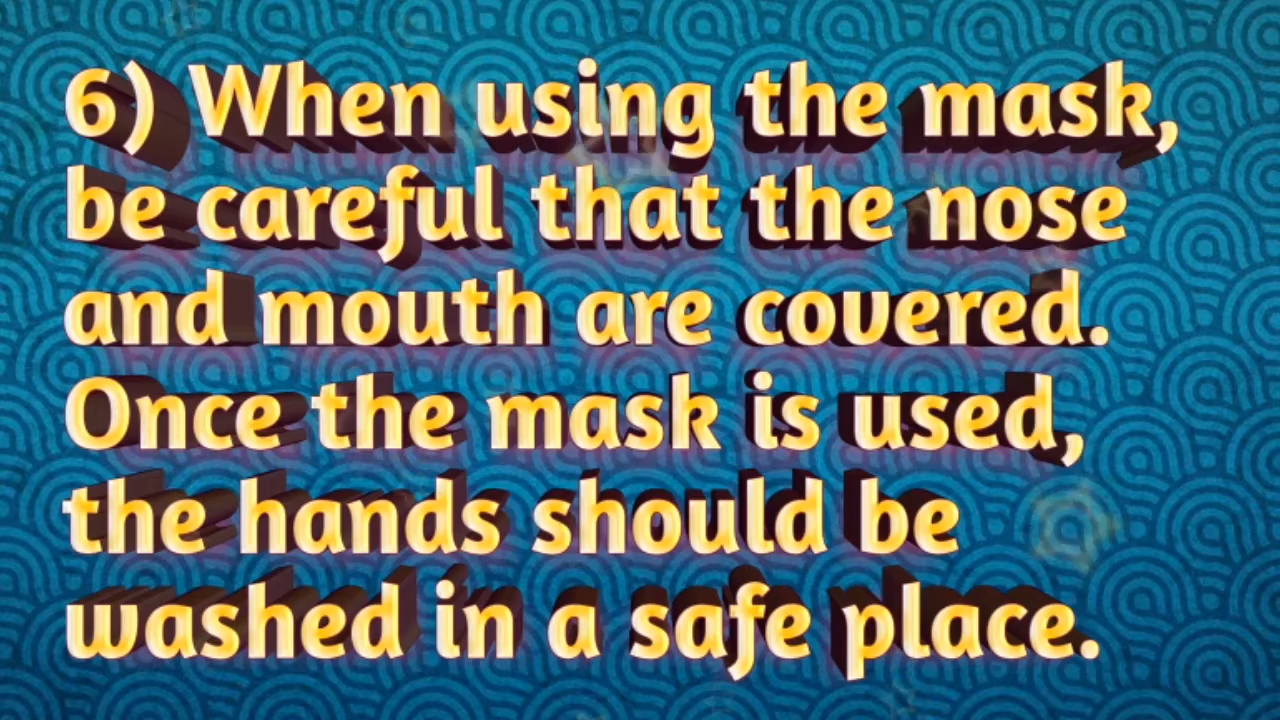 6) When using the mask,
be careful that the nose
and mouth are covered.
Once the mask is used,
the hands should be
washed in a safe place.